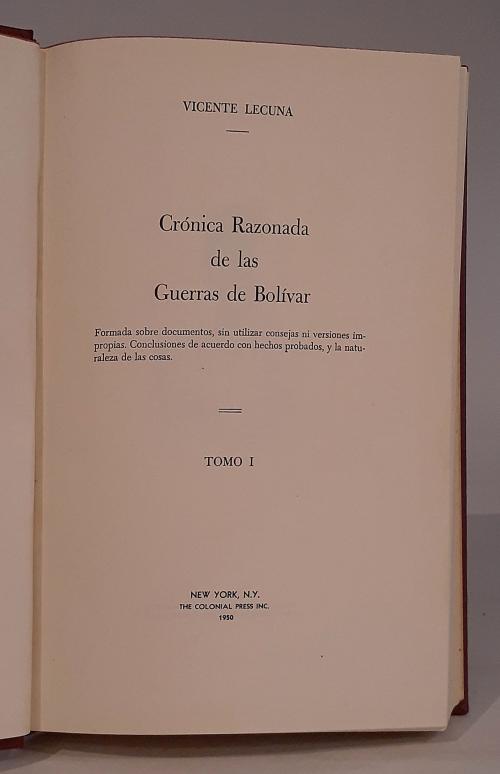 VICENTE LECUNA
Crónica Razonada
de las
Guerras de Bolívar
Formada sobre documentos, sin utilizar consejas ni versiones im-
propias. Conclusiones de acuerdo con hechos probados, y la natu-
raleza de las cosas.
TOMO I
NEW YORK, N.Y.
THE COLONIAL PRESS INC.
1950